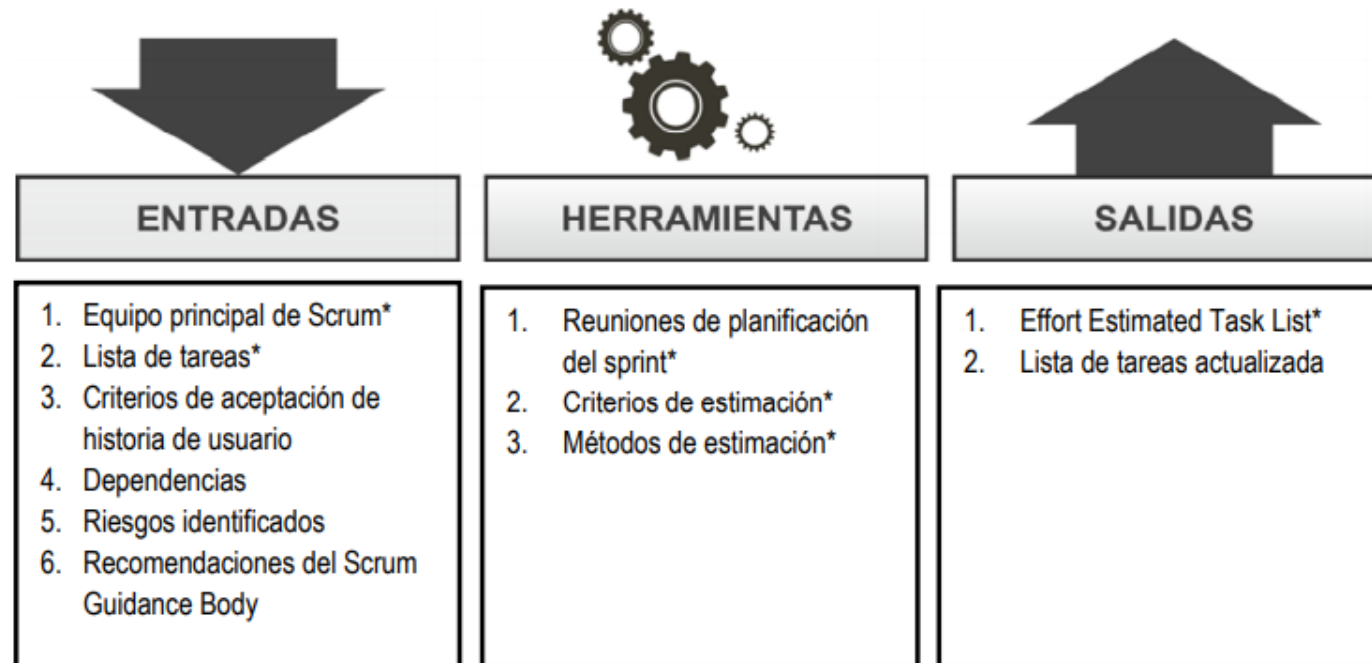 ENTRADAS
1. Equipo principal de Scrum*
2. Lista de tareas*
3. Criterios de aceptación de
historia de usuario
4. Dependencias
5. Riesgos identificados
6. Recomendaciones del Scrum
Guidance Body
HERRAMIENTAS
1. Reuniones de planificación
del sprint*
2. Criterios de estimación*
3. Métodos de estimación*
SALIDAS
1. Effort Estimated Task List*
2. Lista de tareas actualizada